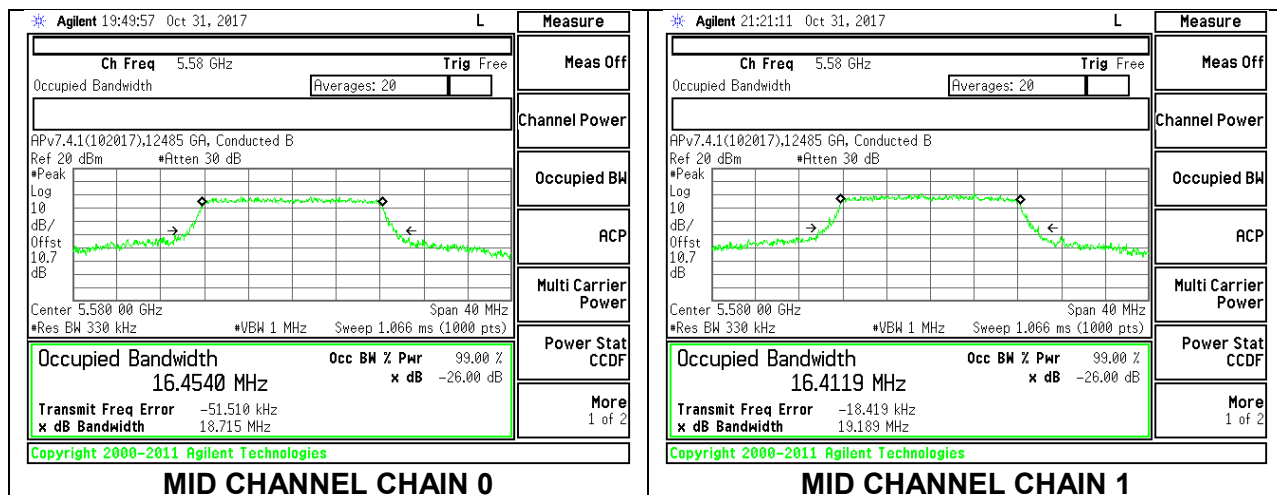 Agilent 19:49:57 Oct 31, 2017 L Measure
Ch Freq 5.58 GHz Trig Free
Occupied Bandwidth Averages: 20
APv7.4.1(102017),12485 GA, Conducted B
Ref 20 dBm #Atten 30 dB
#Peak
Log
10
dB/
Offst
10.7
dB
Center 5.580 00 GHz Span 40 MHz
#Res BW 330 kHz #VBW 1 MHz Sweep 1.066 ms (1000 pts)
Occupied Bandwidth Occ BW % Pwr 99.00 %
16.4540 MHz x dB -26.00 dB
Transmit Freq Error -51.510 kHz
x dB Bandwidth 18.715 MHz
Copyright 2000-2011 Agilent Technologies
Meas Off
Channel Power
Occupied BW
ACP
Multi Carrier
Power
Power Stat
CCDF
More
1 of 2
MID CHANNEL CHAIN 0
Agilent 21:21:11 Oct 31, 2017 L Measure
Ch Freq 5.58 GHz Trig Free
Occupied Bandwidth Averages: 20
APv7.4.1(102017),12485 GA, Conducted B
Ref 20 dBm #Atten 30 dB
#Peak
Log
10
dB/
Offst
10.7
dB
Center 5.580 00 GHz Span 40 MHz
#Res BW 330 kHz #VBW 1 MHz Sweep 1.066 ms (1000 pts)
Occupied Bandwidth Occ BW % Pwr 99.00 %
16.4119 MHz x dB -26.00 dB
Transmit Freq Error -18.419 kHz
x dB Bandwidth 19.189 MHz
Copyright 2000-2011 Agilent Technologies
Meas Off
Channel Power
Occupied BW
ACP
Multi Carrier
Power
Power Stat
CCDF
More
1 of 2
MID CHANNEL CHAIN 1